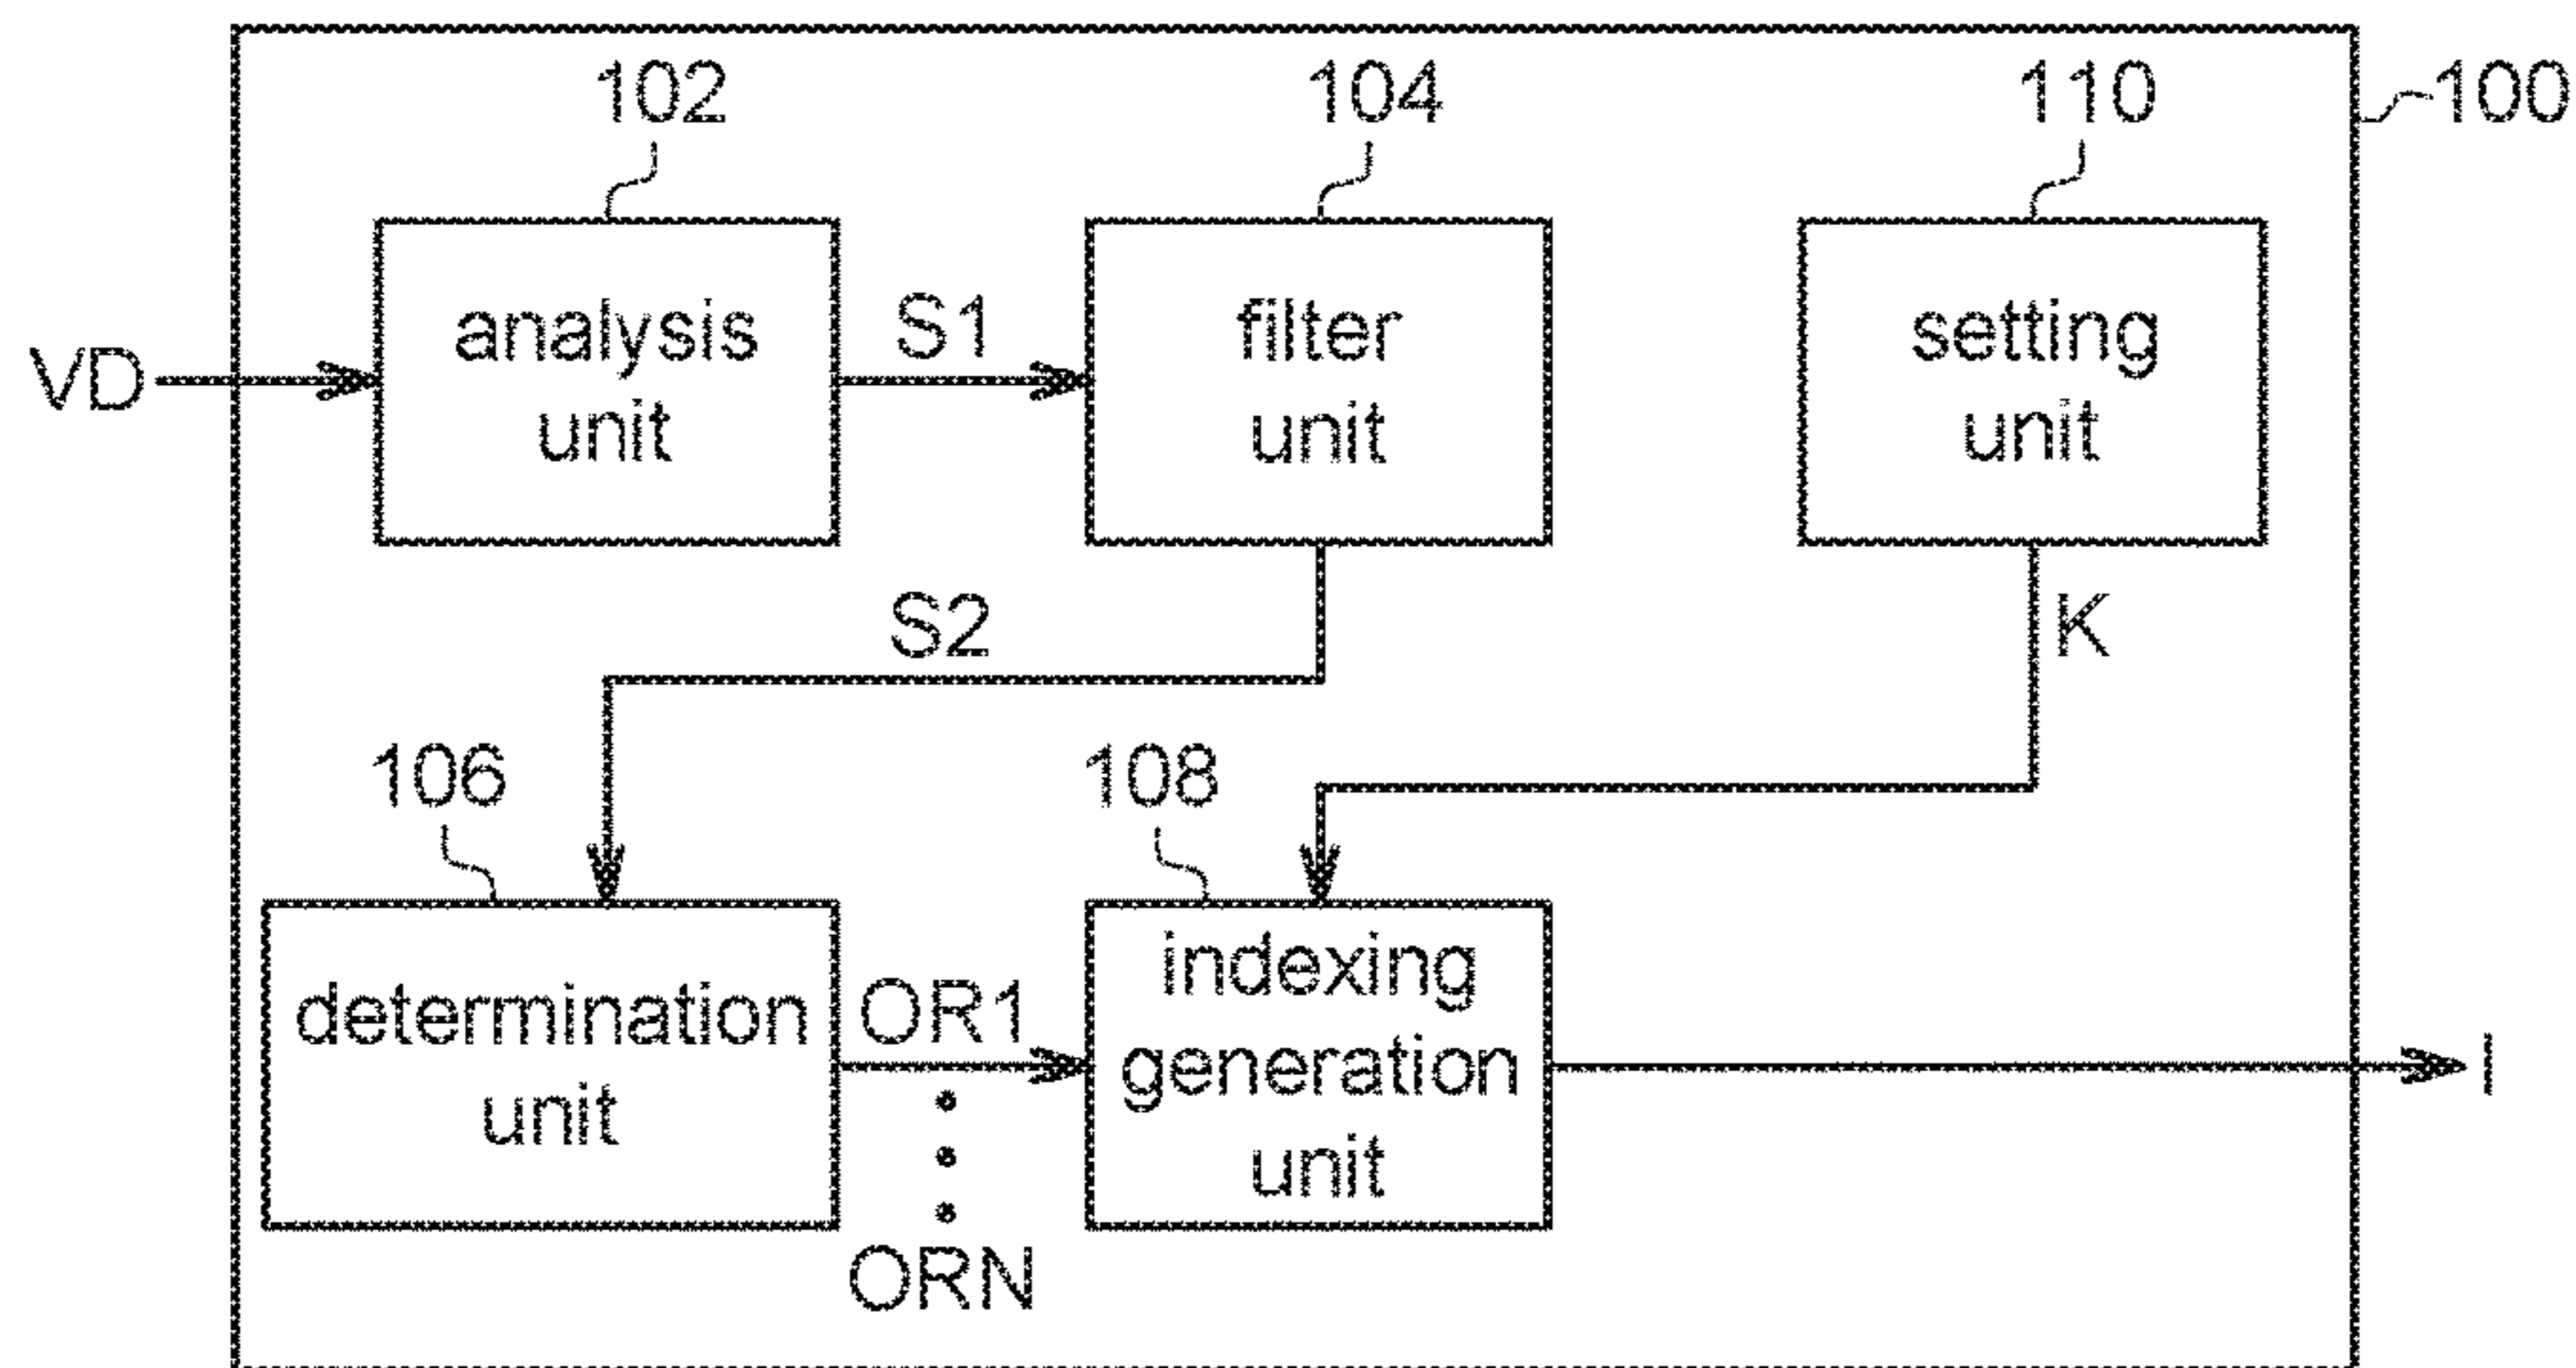 102
104
110
100
analysis
unit
S1
filter
unit
setting
unit
VD
S2
K
106
108
determination
unit
OR1
ORN
indexing
generation
unit
I